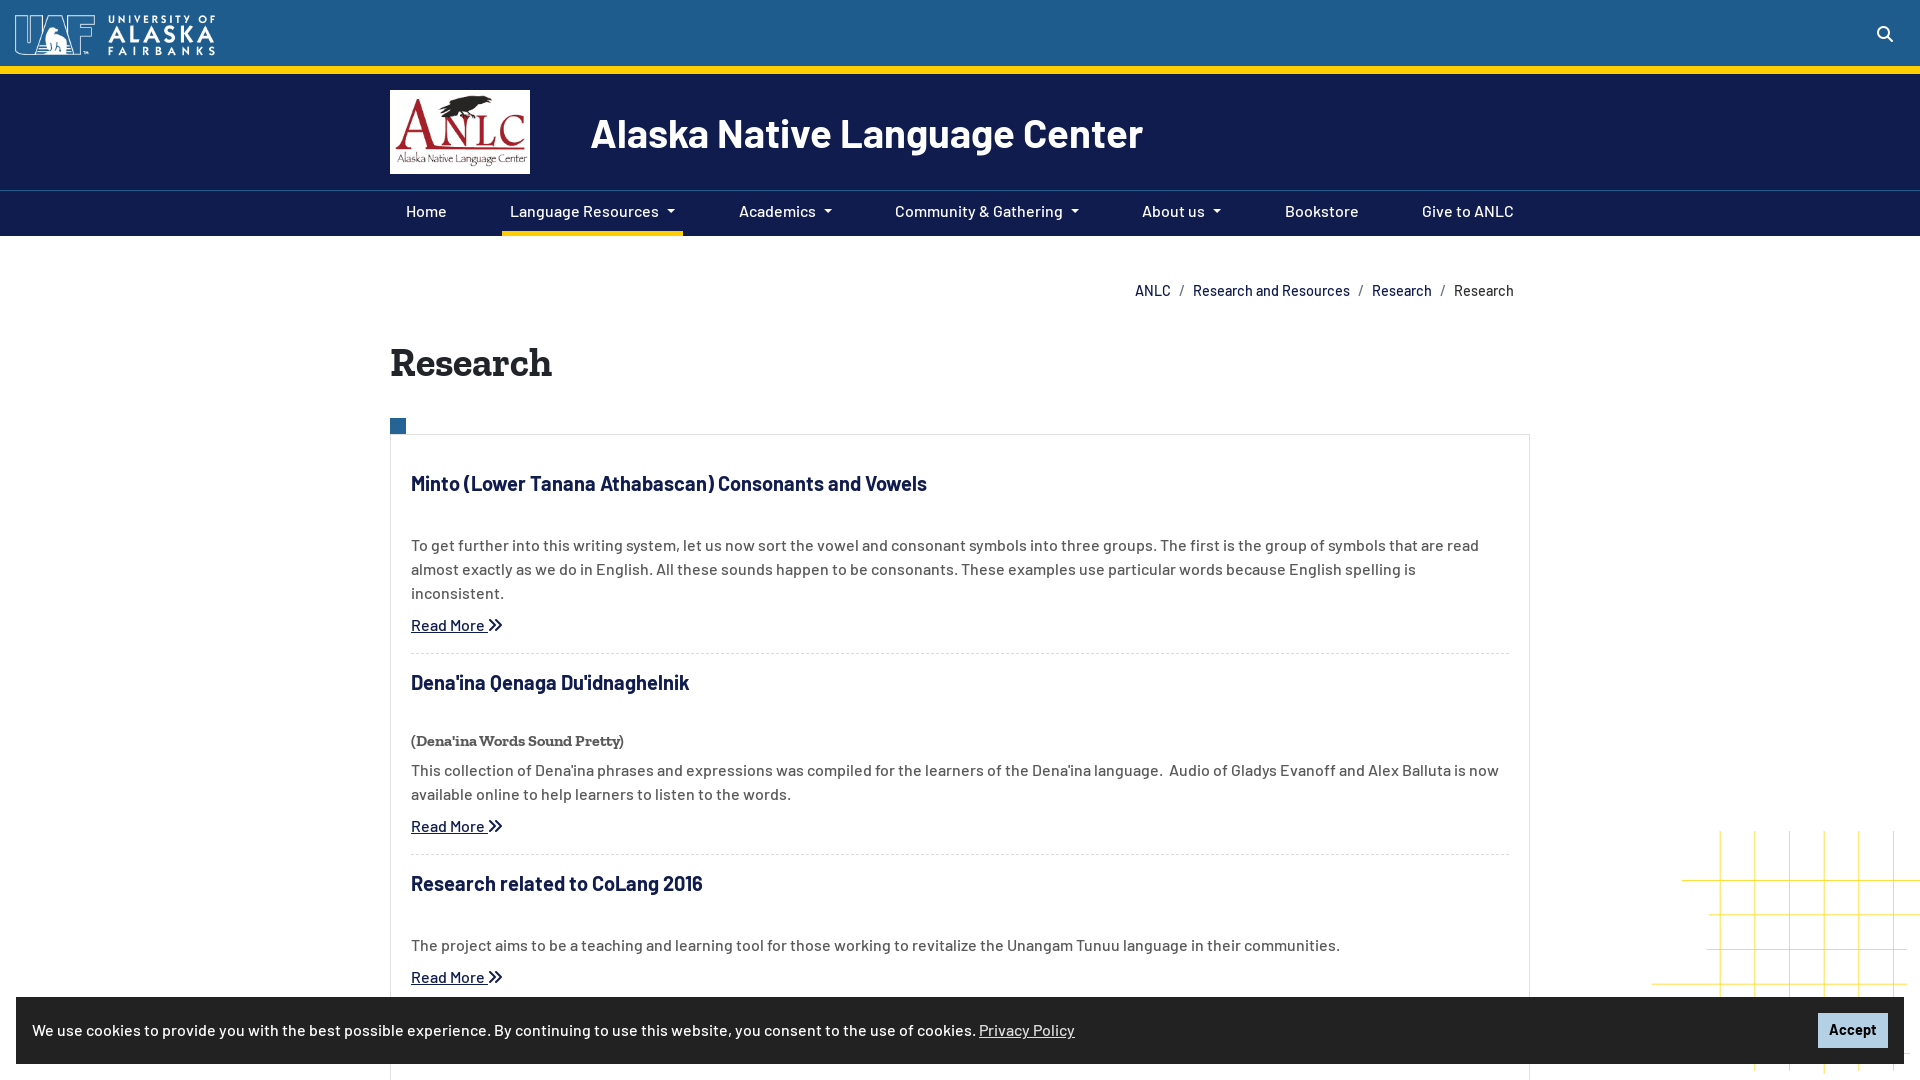 UAF
UNIVERSITY OF
ALASKA
FAIRBANKS
ANLC
Alaska Native Language Center
Alaska Native Language Center
Home
Language Resources
Academics
Community & Gathering
About us
Bookstore
Give to ANLC
ANLC / Research and Resources / Research / Research
Research
Minto (Lower Tanana Athabascan) Consonants and Vowels
To get further into this writing system, let us now sort the vowel and consonant symbols into three groups. The first is the group of symbols that are read
almost exactly as we do in English. All these sounds happen to be consonants. These examples use particular words because English spelling is
inconsistent.
Read More
Dena'ina Qenaga Du'idnaghelnik
(Dena'ina Words Sound Pretty)
This collection of Dena'ina phrases and expressions was compiled for the learners of the Dena'ina language.  Audio of Gladys Evanoff and Alex Balluta is now
available online to help learners to listen to the words.
Read More
Research related to CoLang 2016
The project aims to be a teaching and learning tool for those working to revitalize the Unangam Tunuu language in their communities.
Read More
We use cookies to provide you with the best possible experience. By continuing to use this website, you consent to the use of cookies. Privacy Policy
Accept